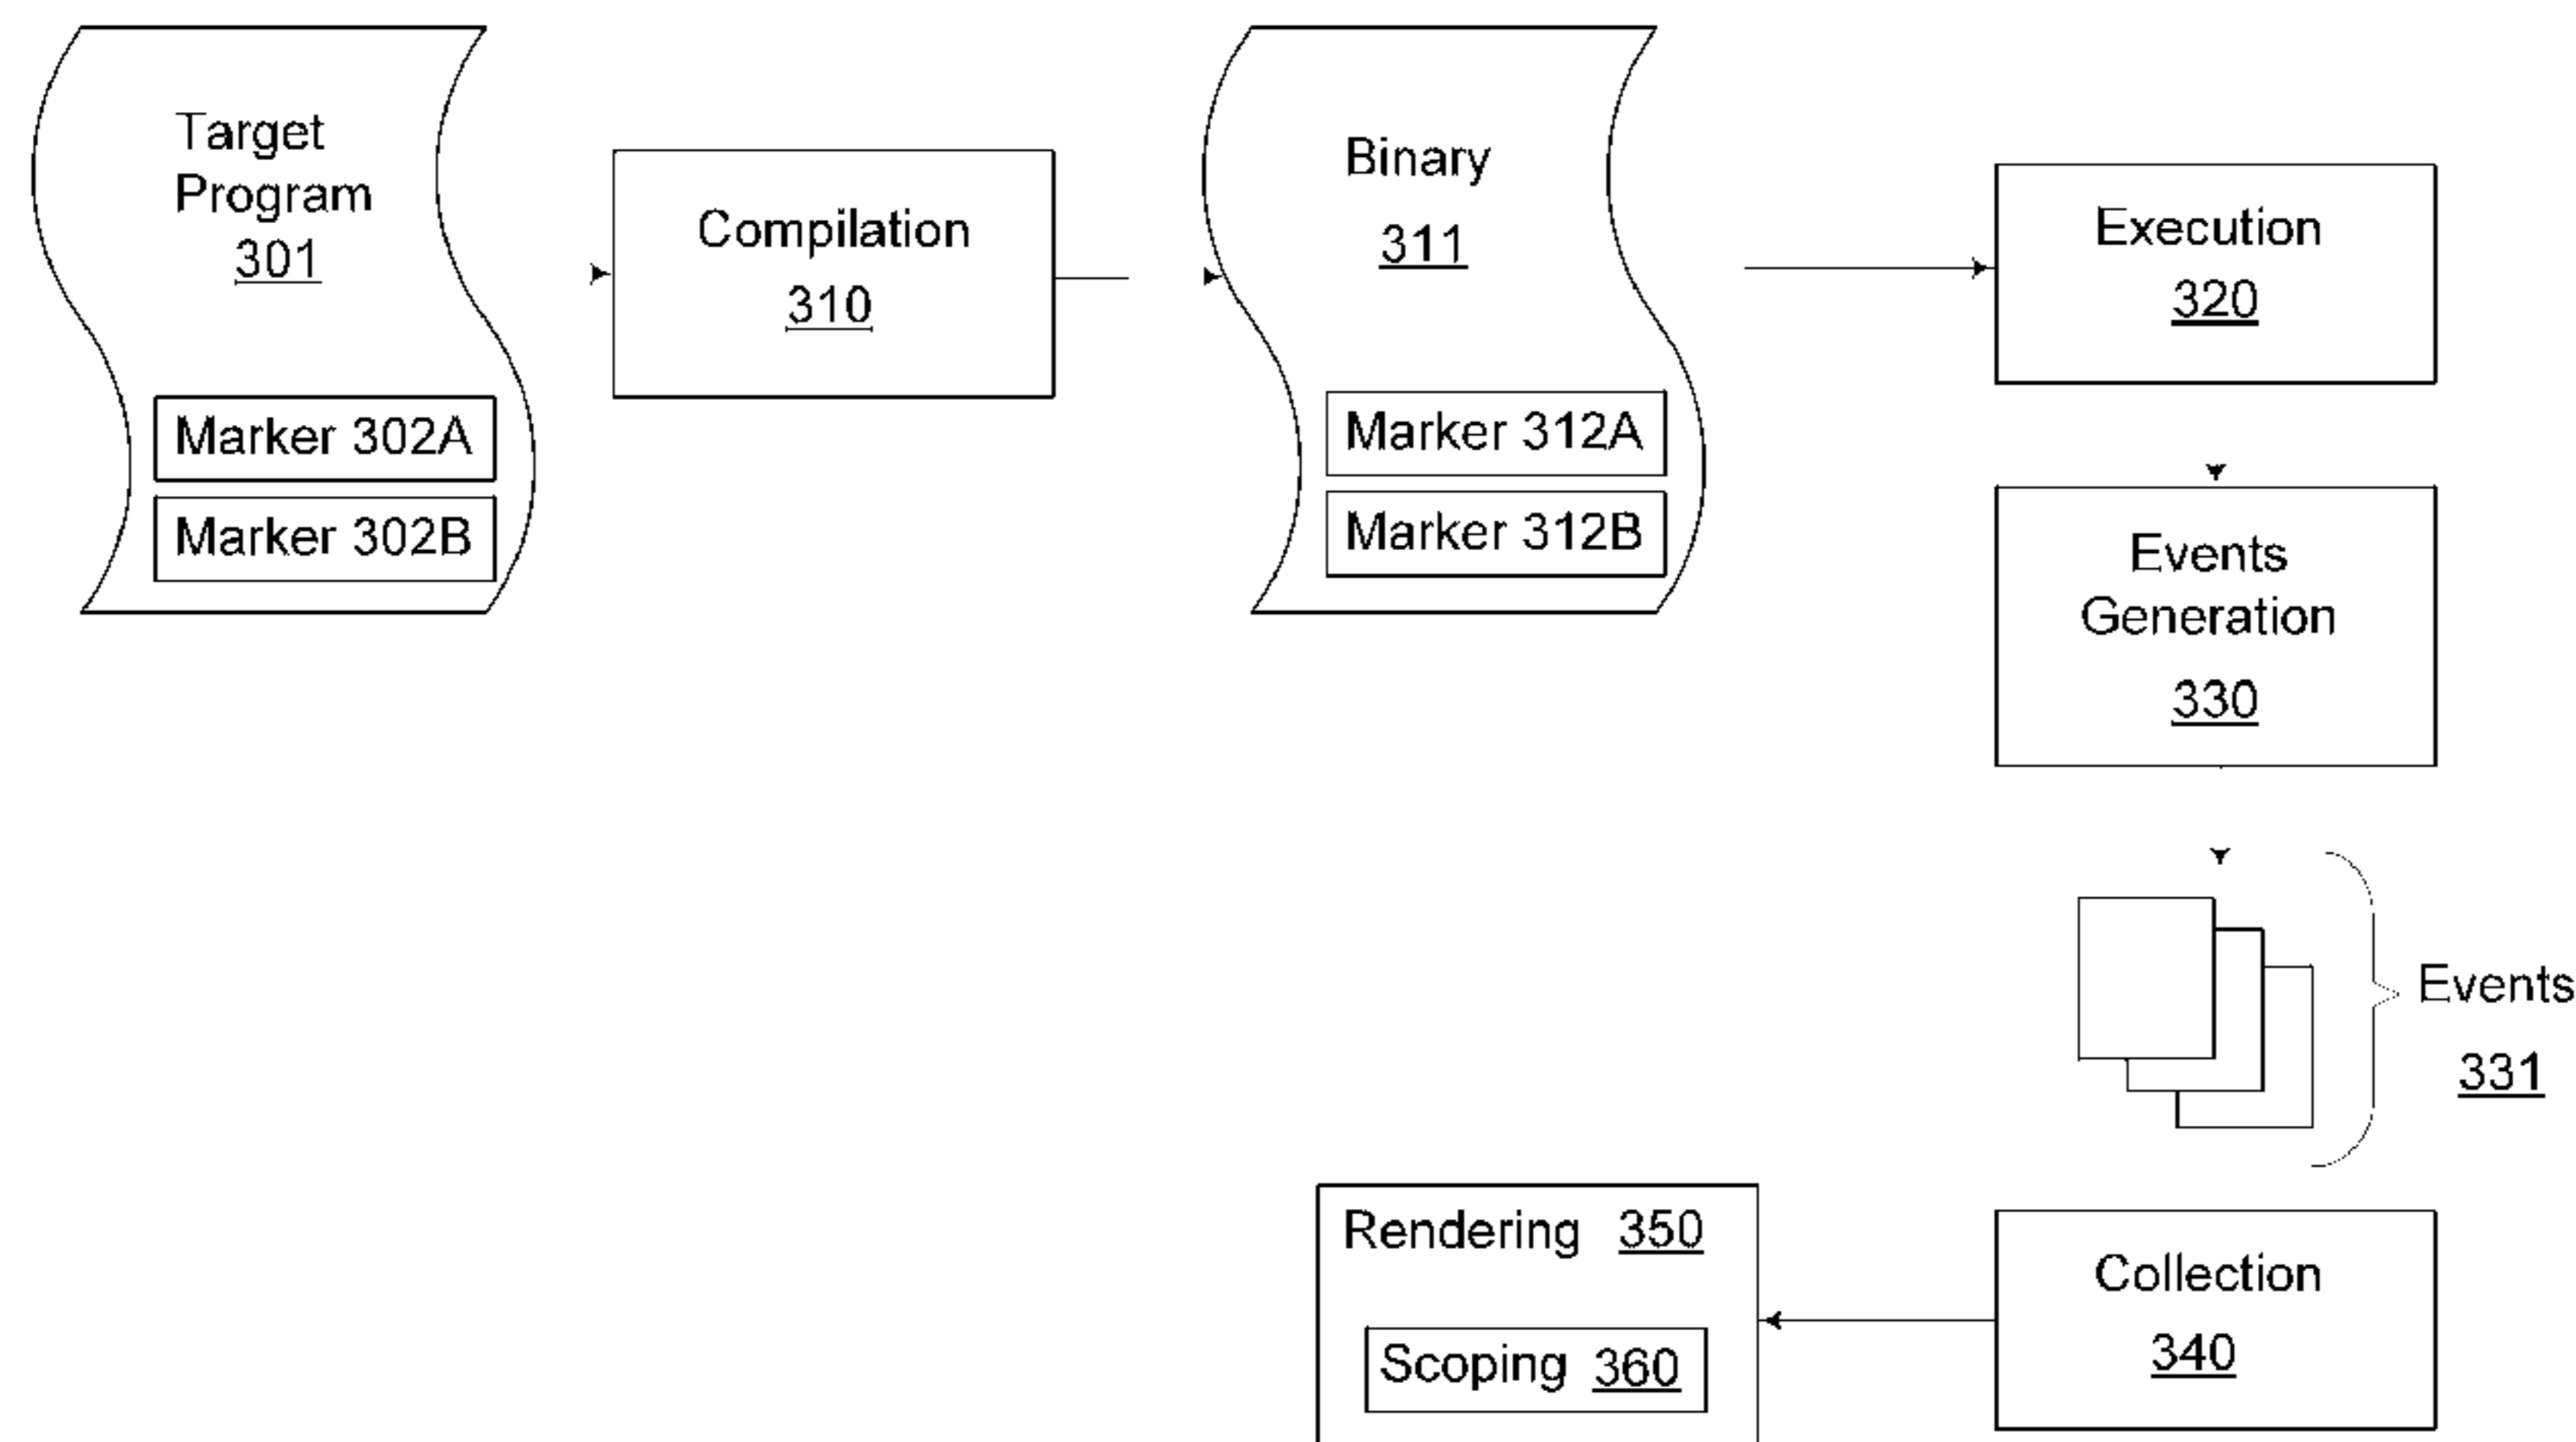 Target
Program
301
Marker 302A
Marker 302B
Compilation
310
Binary
311
Marker 312A
Marker 312B
Execution
320
Events
Generation
330
Events
331
Collection
340
Rendering 350
Scoping 360